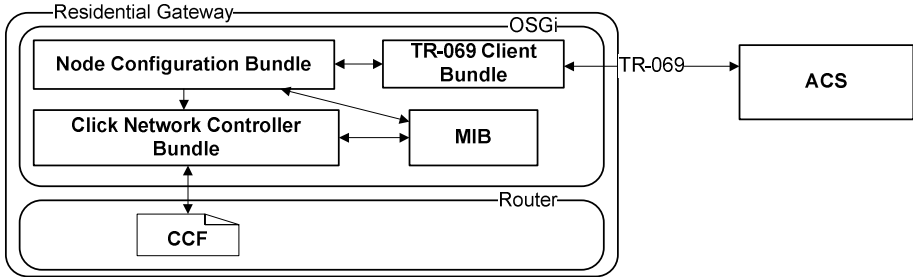 Residential Gateway
OSGi
Node Configuration Bundle
TR-069 Client
Bundle
TR-069
ACS
Click Network Controller
Bundle
MIB
Router
CCF